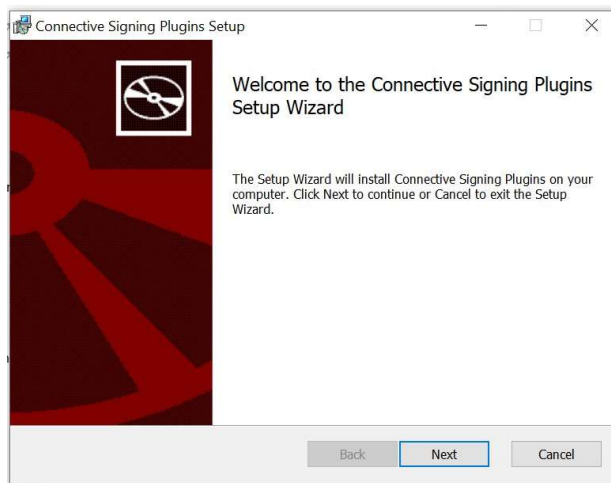 Connective Signing Plugins Setup
Welcome to the Connective Signing Plugins
Setup Wizard
The Setup Wizard will install Connective Signing Plugins on your
computer. Click Next to continue or Cancel to exit the Setup
Wizard.
Back
Next
Cancel